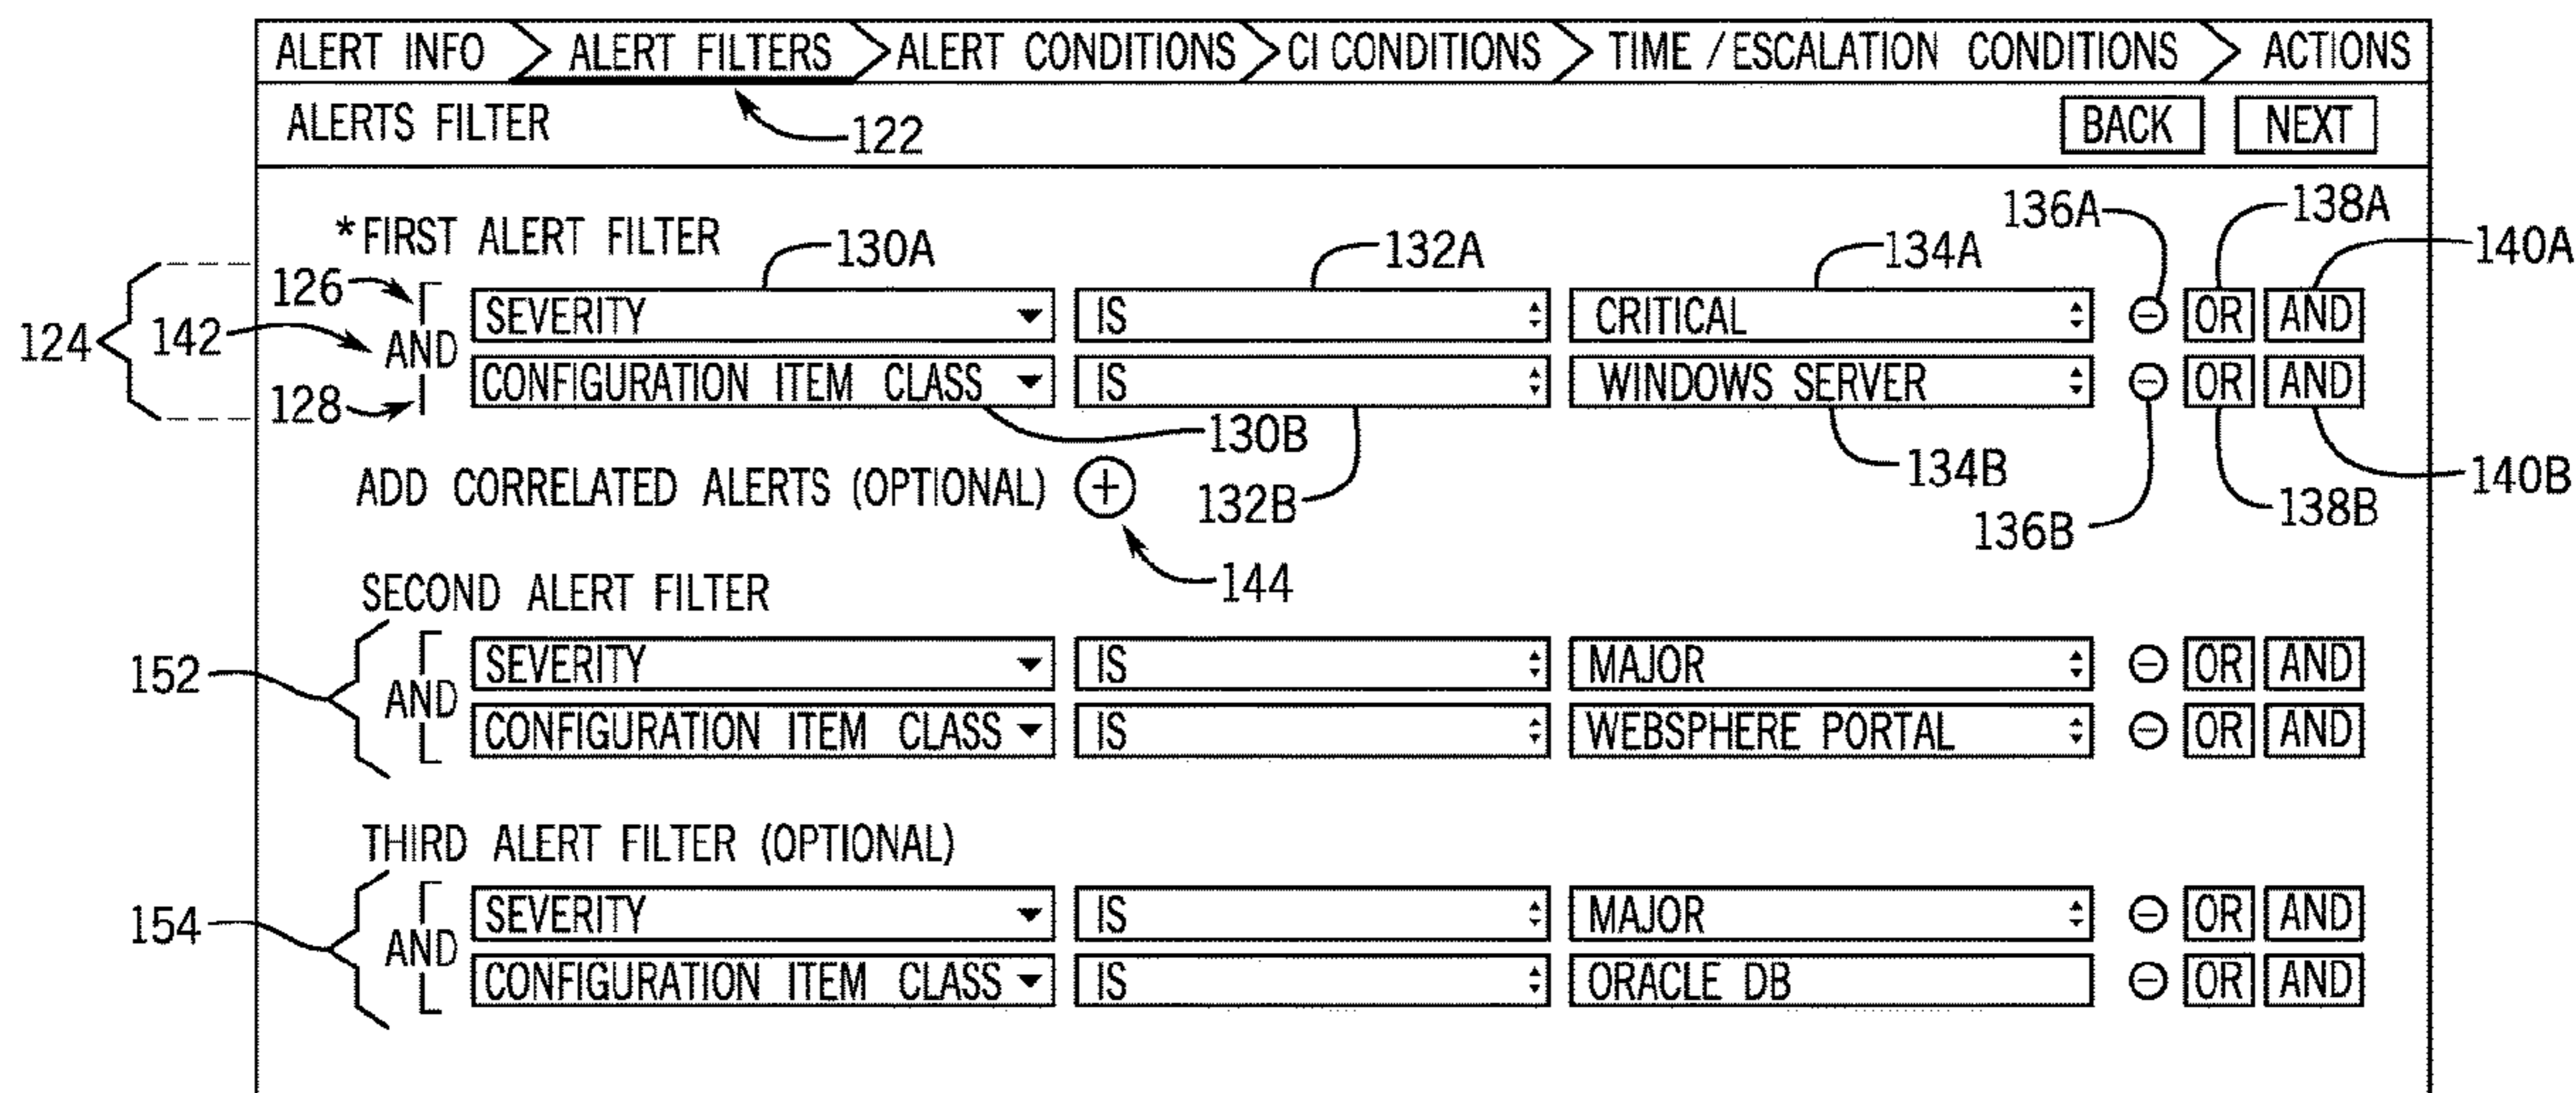 ALERT INFO ALERT FILTERS ALERT CONDITIONS CI CONDITIONS TIME / ESCALATION CONDITIONS ACTIONS
ALERTS FILTER 122 BACK NEXT
*FIRST ALERT FILTER 130A 132A 134A 136A 138A 140A
126 SEVERITY IS CRITICAL OR AND
124 142 AND
128 CONFIGURATION ITEM CLASS IS WINDOWS SERVER OR AND
130B 134B 140B
ADD CORRELATED ALERTS (OPTIONAL) + 132B 136B 138B
144
SECOND ALERT FILTER
SEVERITY IS MAJOR OR AND
152 AND
CONFIGURATION ITEM CLASS IS WEBSPHERE PORTAL OR AND
THIRD ALERT FILTER (OPTIONAL)
SEVERITY IS MAJOR OR AND
154 AND
CONFIGURATION ITEM CLASS IS ORACLE DB OR AND